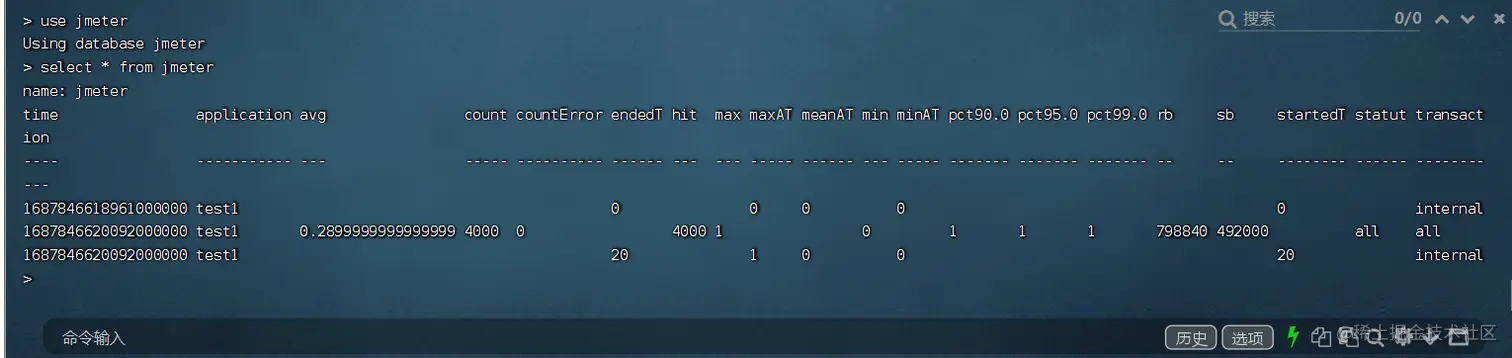 > use jmeter
搜索 0/0
Using database jmeter
> select * from jmeter
name: jmeter
time application avg count countError endedT hit max maxAT meanAT min minAT pct90.0 pct95.0 pct99.0 rb sb startedT statut transact
ion
---- ----------- --- ----- ---------- ------ --- --- ----- ------ --- ----- ------- ------- ------- -- -- -------- ------ --------
---
1687846618961000000 test1 0 0 0 0 0 internal
1687846620092000000 test1 0.2899999999999999 4000 0 4000 1 0 1 1 1 798840 492000 all all
1687846620092000000 test1 20 1 0 0 20 internal
>
命令输入 历史 选项
@稀土掘金技术社区